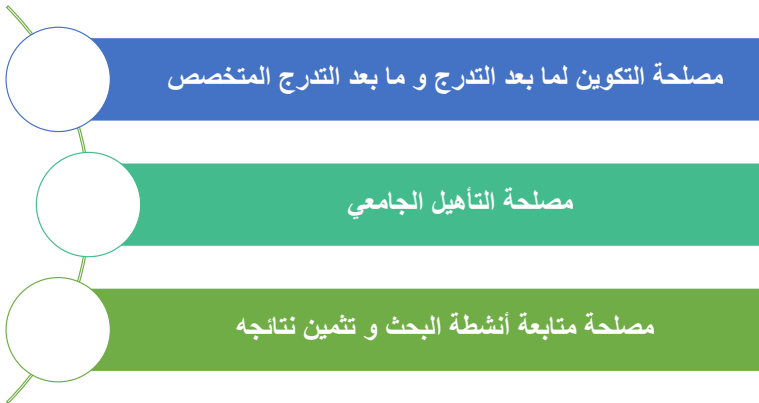 مصلحة التكوين لما بعد التدرج و ما بعد التدرج المتخصص
مصلحة التأهيل الجامعي
مصلحة متابعة أنشطة البحث و تثمين نتائجه